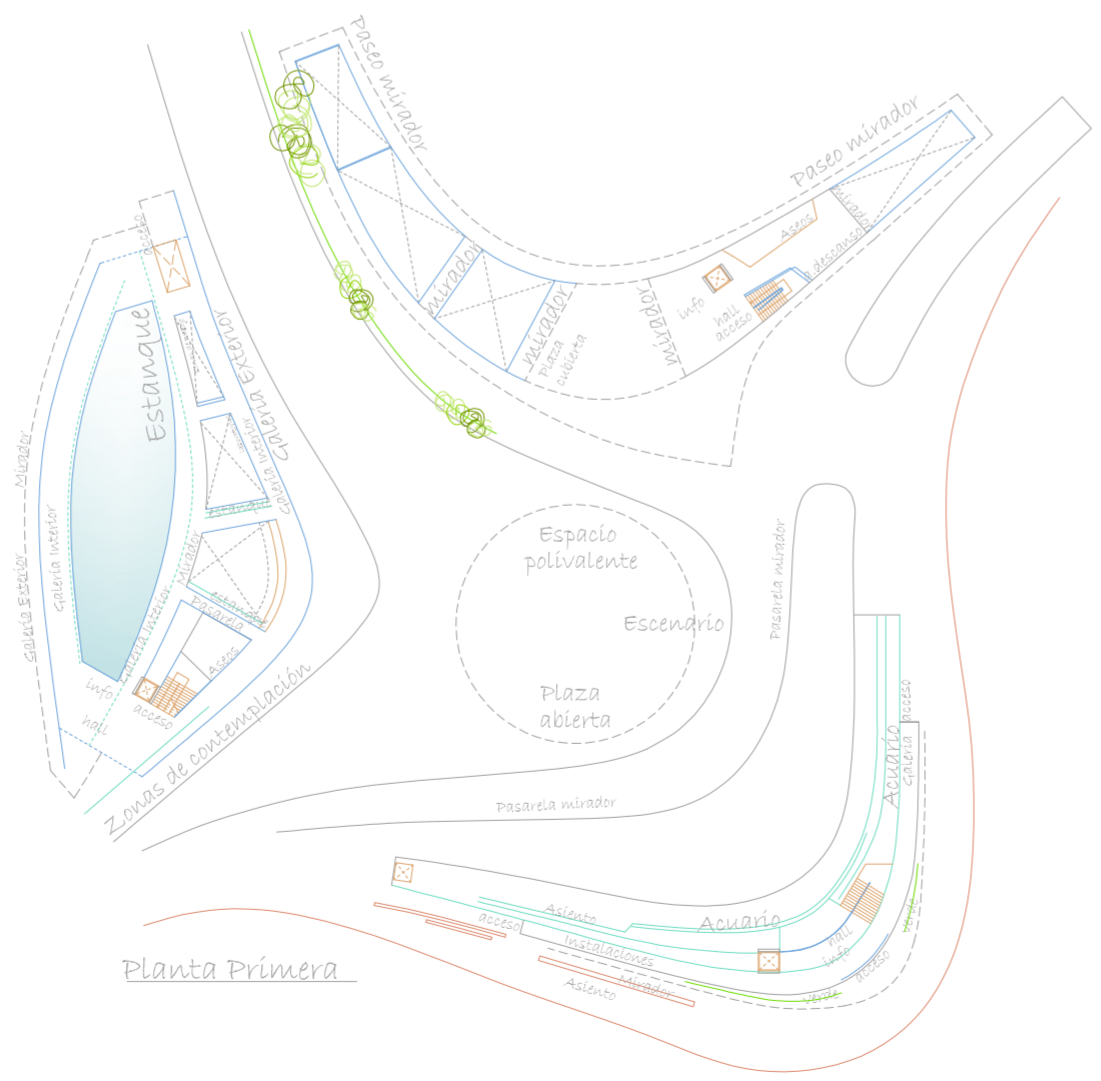 Paseo mirador
Paseo mirador
mirador
Aseos
z. descanso
info
hall
acceso
mirador
mirador
mirador
Plaza
cubierta
acceso
Estanque
Galería Exterior
Galería Interior
estanque
Mirador
Galería Exterior
Mirador
Galería Interior
Galería Interior
estanque
Pasarela
Aseos
info
hall
acceso
Zonas de contemplación
Espacio
polivalente
Escenario
Plaza
abierta
Pasarela mirador
Pasarela mirador
acceso
Galería
Acuario
Acuario
Asiento
acceso
Instalaciones
Mirador
Asiento
hall
info
acceso
verde
verde
Planta Primera